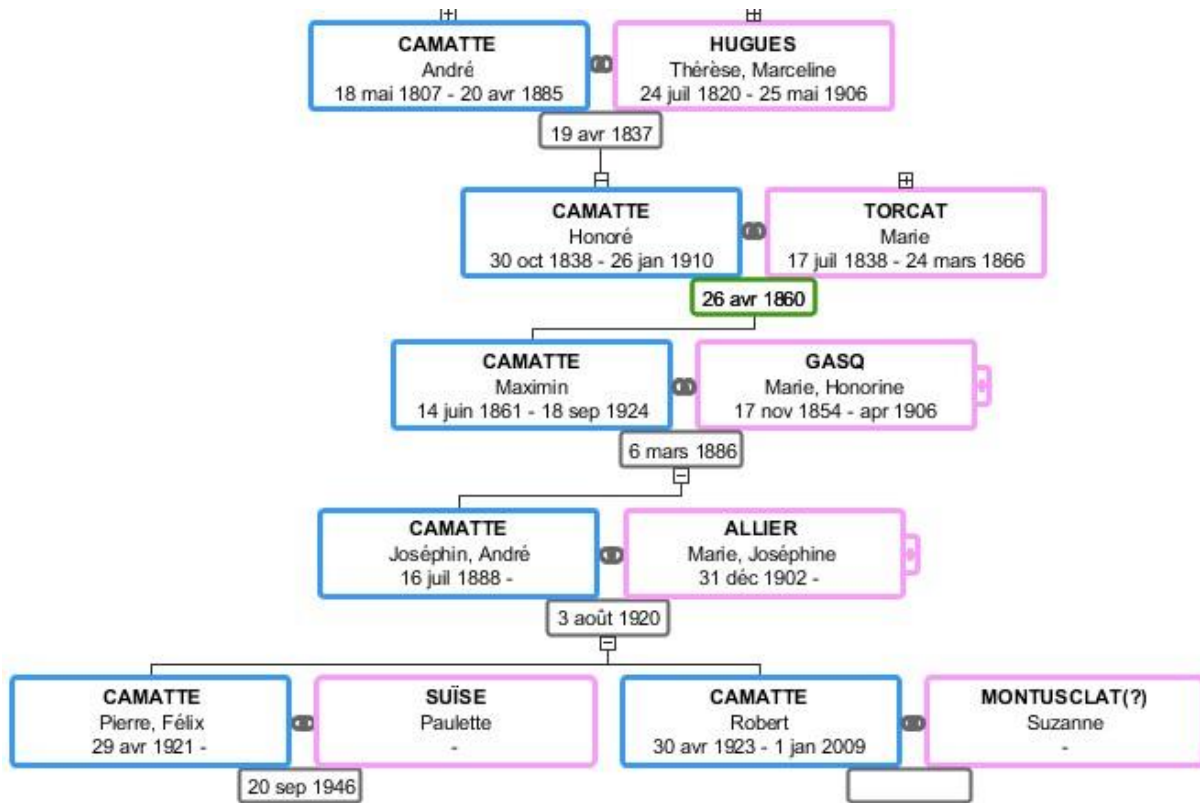 CAMATTE
André
18 mai 1807 - 20 avr 1885
HUGUES
Thérèse, Marceline
24 juil 1820 - 25 mai 1906
19 avr 1837
CAMATTE
Honoré
30 oct 1838 - 26 jan 1910
TORCAT
Marie
17 juil 1838 - 24 mars 1866
26 avr 1860
CAMATTE
Maximin
14 juin 1861 - 18 sep 1924
GASQ
Marie, Honorine
17 nov 1854 - apr 1906
6 mars 1886
CAMATTE
Joséphin, André
16 juil 1888 -
ALLIER
Marie, Joséphine
31 déc 1902 -
3 août 1920
CAMATTE
Pierre, Félix
29 avr 1921 -
SUÏSE
Paulette
-
20 sep 1946
CAMATTE
Robert
30 avr 1923 - 1 jan 2009
MONTUSCLAT(?)
Suzanne
-